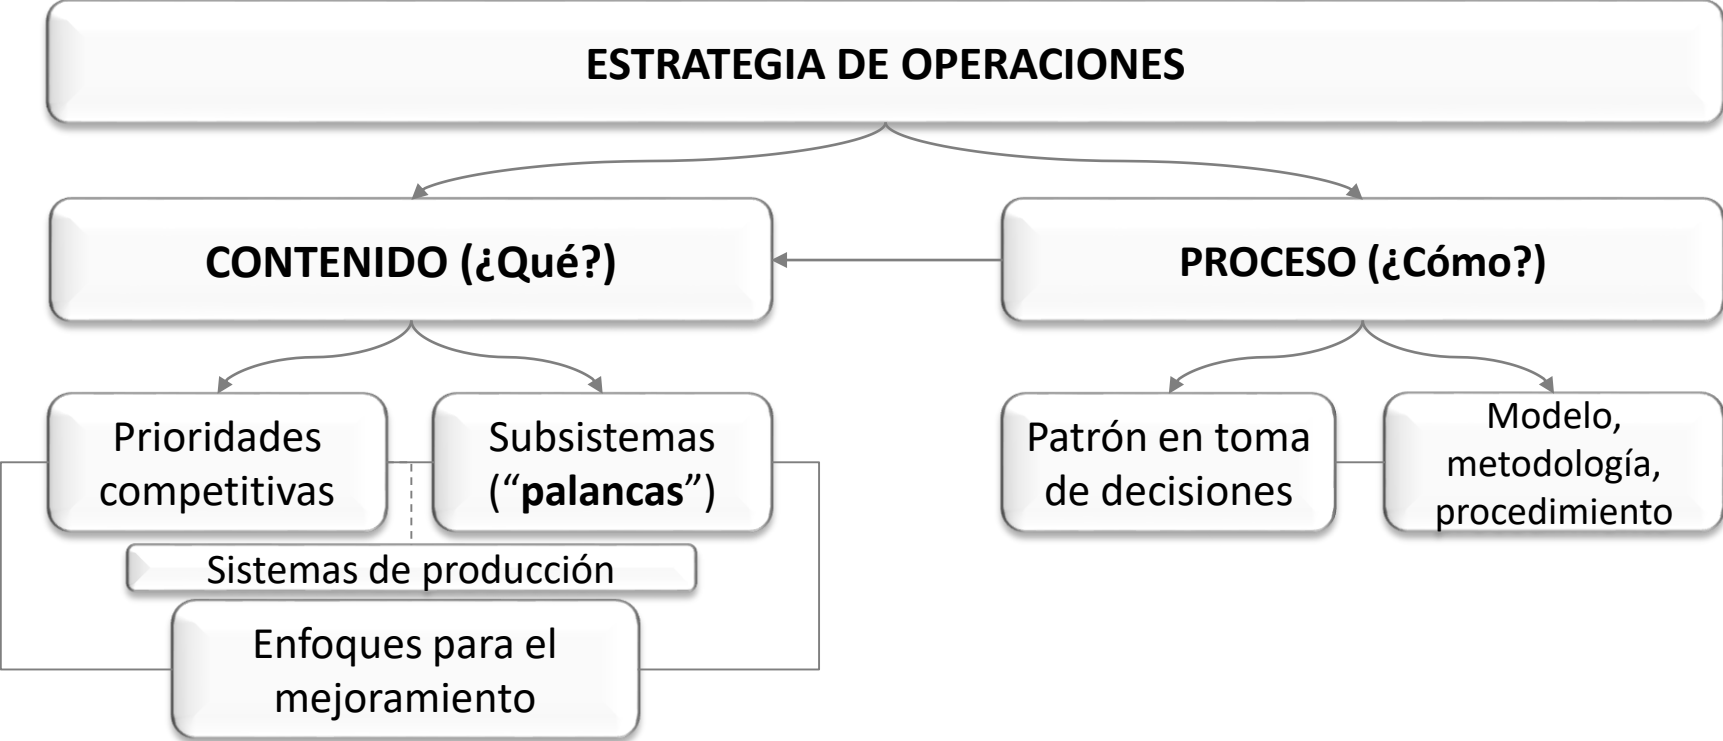 ESTRATEGIA DE OPERACIONES
CONTENIDO (¿Qué?)
PROCESO (¿Cómo?)
Prioridades
competitivas
Subsistemas
(“palancas”)
Patrón en toma
de decisiones
Modelo,
metodología,
procedimiento
Sistemas de producción
Enfoques para el
mejoramiento